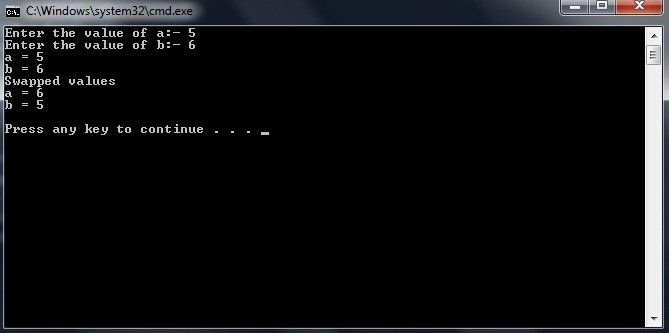 C:\Windows\system32\cmd.exe
Enter the value of a:- 5
Enter the value of b:- 6
a = 5
b = 6
Swapped values
a = 6
b = 5
Press any key to continue . . . _